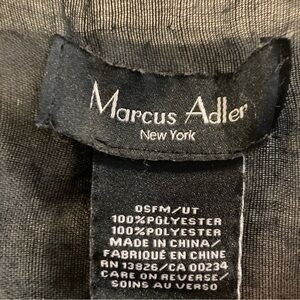 Marcus Adler
New York
OSFM/UT
100%POLYESTER
100%POLYESTER
MADE IN CHINA/
FABRIQUÉ EN CHINE
RN 13826/CA 00234
CARE ON REVERSE/
SOINS AU VERSO